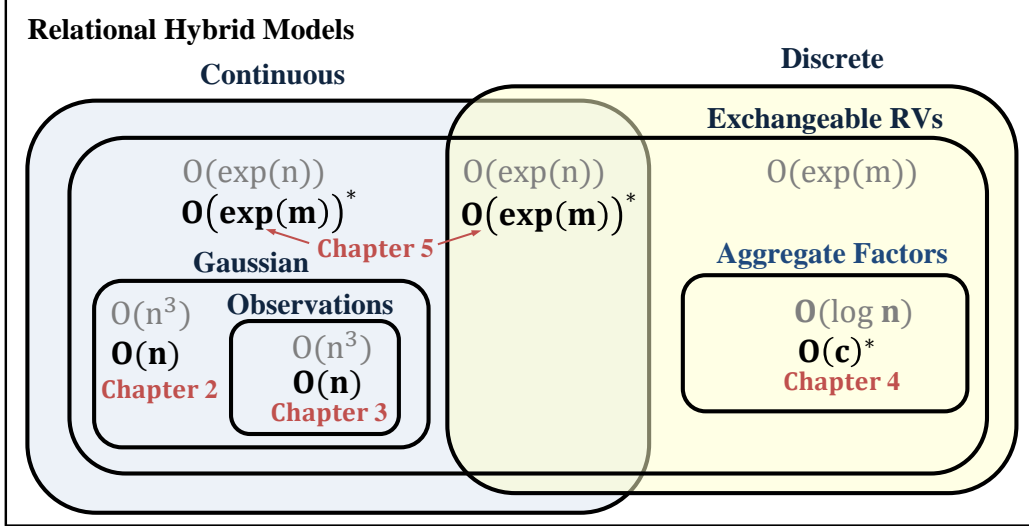 Relational Hybrid Models
Continuous
Discrete
Exchangeable RVs
O(exp(n))
O(exp(m))*
O(exp(n))
O(exp(m))*
O(exp(m))
Chapter 5
Gaussian
O(n³)
O(n)
Chapter 2
Observations
O(n³)
O(n)
Chapter 3
Aggregate Factors
O(log n)
O(c)*
Chapter 4